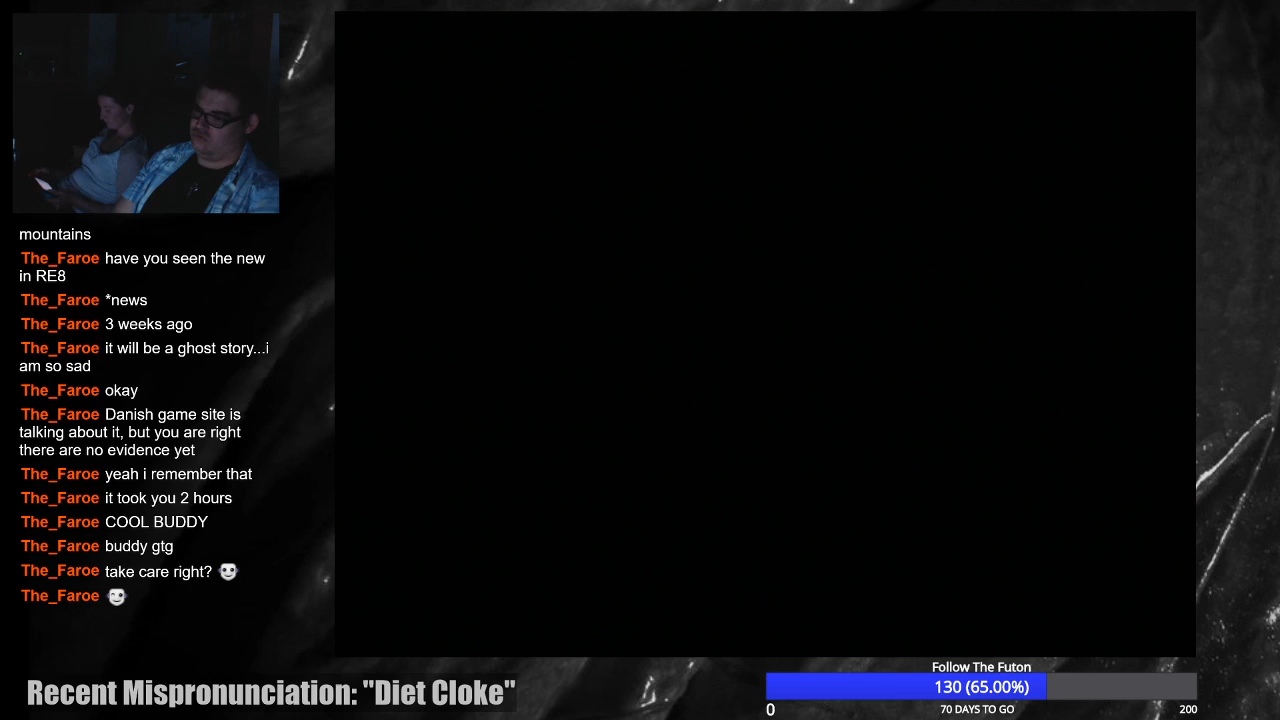 mountains
The_Faroe have you seen the new
in RE8
The_Faroe *news
The_Faroe 3 weeks ago
The_Faroe it will be a ghost story...i
am so sad
The_Faroe okay
The_Faroe Danish game site is
talking about it, but you are right
there are no evidence yet
The_Faroe yeah i remember that
The_Faroe it took you 2 hours
The_Faroe COOL BUDDY
The_Faroe buddy gtg
The_Faroe take care right?
The_Faroe
Recent Mispronunciation: "Diet Cloke"
Follow The Futon
130 (65.00%)
0 70 DAYS TO GO 200